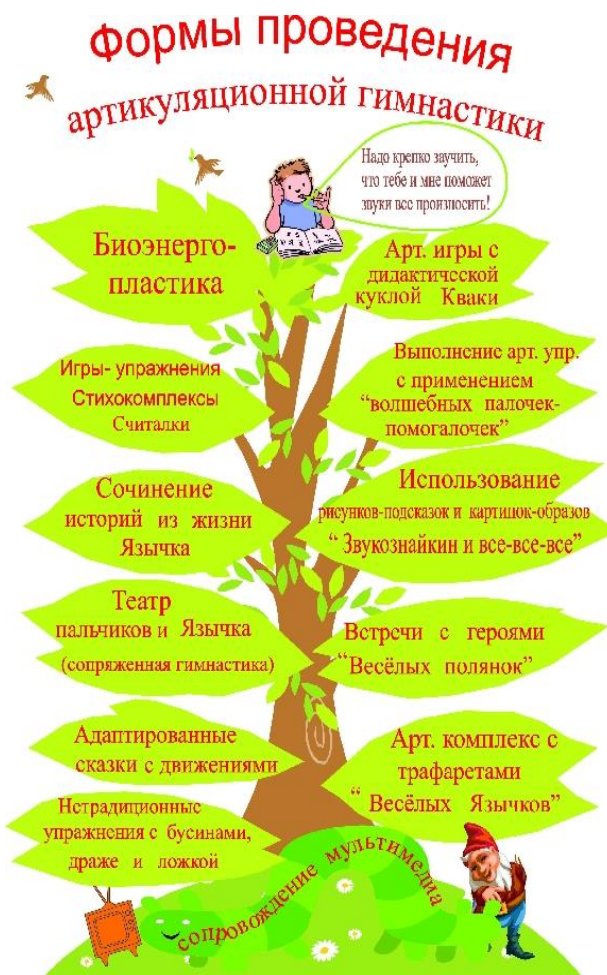 Формы проведения
артикуляционной гимнастики
Надо крепко заучить,
что тебе и мне поможет
звуки все произносить!
Биоэнерго-
пластика
Арт. игры с
дидактической
куклой Кваки
Игры- упражнения
Стихокомплексы
Считалки
Выполнение арт. упр.
с применением
“волшебных палочек-
помогалочек”
Сочинение
историй из жизни
Язычка
Использование
рисунков-подсказок и картинок-образов
“ Звукознайкин и все-все-все”
Театр
пальчиков и Язычка
(сопряженная гимнастика)
Встречи с героями
“Весёлых полянок”
Адаптированные
сказки с движениями
Арт. комплекс с
трафаретами
“ Весёлых Язычков”
Нетрадиционные
упражнения с бусинами,
драже и ложкой
сопровождение мультимедиа